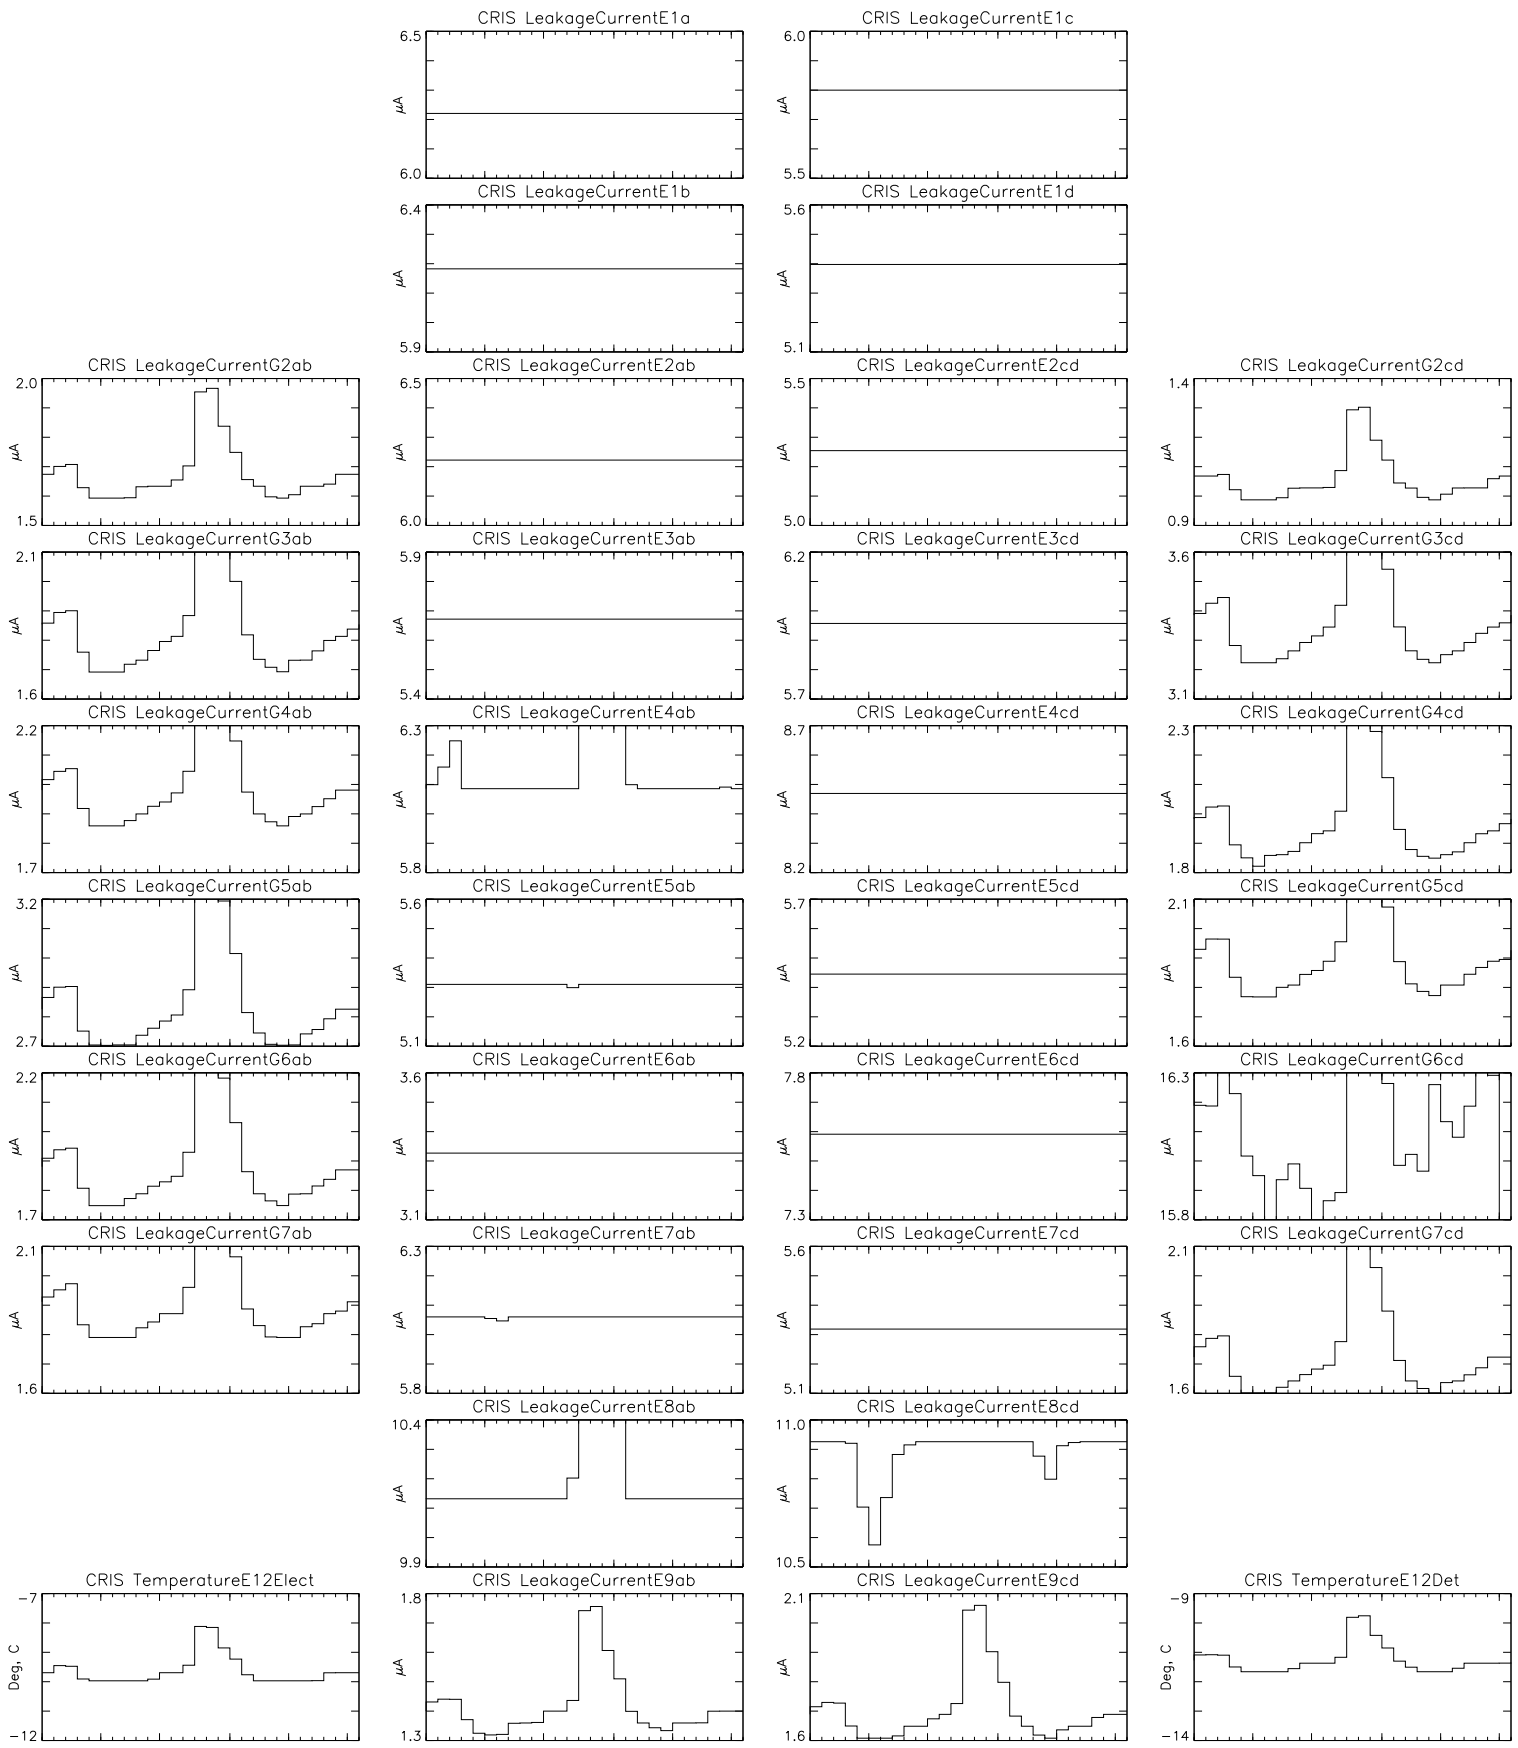 CRIS LeakageCurrentE1a
CRIS LeakageCurrentE1c
6.5
µA
6.0
6.0
µA
5.5
CRIS LeakageCurrentE1b
CRIS LeakageCurrentE1d
6.4
µA
5.9
5.6
µA
5.1
CRIS LeakageCurrentG2ab
CRIS LeakageCurrentE2ab
CRIS LeakageCurrentE2cd
CRIS LeakageCurrentG2cd
2.0
µA
1.5
6.5
µA
6.0
5.5
µA
5.0
1.4
µA
0.9
CRIS LeakageCurrentG3ab
CRIS LeakageCurrentE3ab
CRIS LeakageCurrentE3cd
CRIS LeakageCurrentG3cd
2.1
µA
1.6
5.9
µA
5.4
6.2
µA
5.7
3.6
µA
3.1
CRIS LeakageCurrentG4ab
CRIS LeakageCurrentE4ab
CRIS LeakageCurrentE4cd
CRIS LeakageCurrentG4cd
2.2
µA
1.7
6.3
µA
5.8
8.7
µA
8.2
2.3
µA
1.8
CRIS LeakageCurrentG5ab
CRIS LeakageCurrentE5ab
CRIS LeakageCurrentE5cd
CRIS LeakageCurrentG5cd
3.2
µA
2.7
5.6
µA
5.1
5.7
µA
5.2
2.1
µA
1.6
CRIS LeakageCurrentG6ab
CRIS LeakageCurrentE6ab
CRIS LeakageCurrentE6cd
CRIS LeakageCurrentG6cd
2.2
µA
1.7
3.6
µA
3.1
7.8
µA
7.3
16.3
µA
15.8
CRIS LeakageCurrentG7ab
CRIS LeakageCurrentE7ab
CRIS LeakageCurrentE7cd
CRIS LeakageCurrentG7cd
2.1
µA
1.6
6.3
µA
5.8
5.6
µA
5.1
2.1
µA
1.6
CRIS LeakageCurrentE8ab
CRIS LeakageCurrentE8cd
10.4
µA
9.9
11.0
µA
10.5
CRIS TemperatureE12Elect
CRIS LeakageCurrentE9ab
CRIS LeakageCurrentE9cd
CRIS TemperatureE12Det
-7
Deg, C
-12
1.8
µA
1.3
2.1
µA
1.6
-9
Deg, C
-14